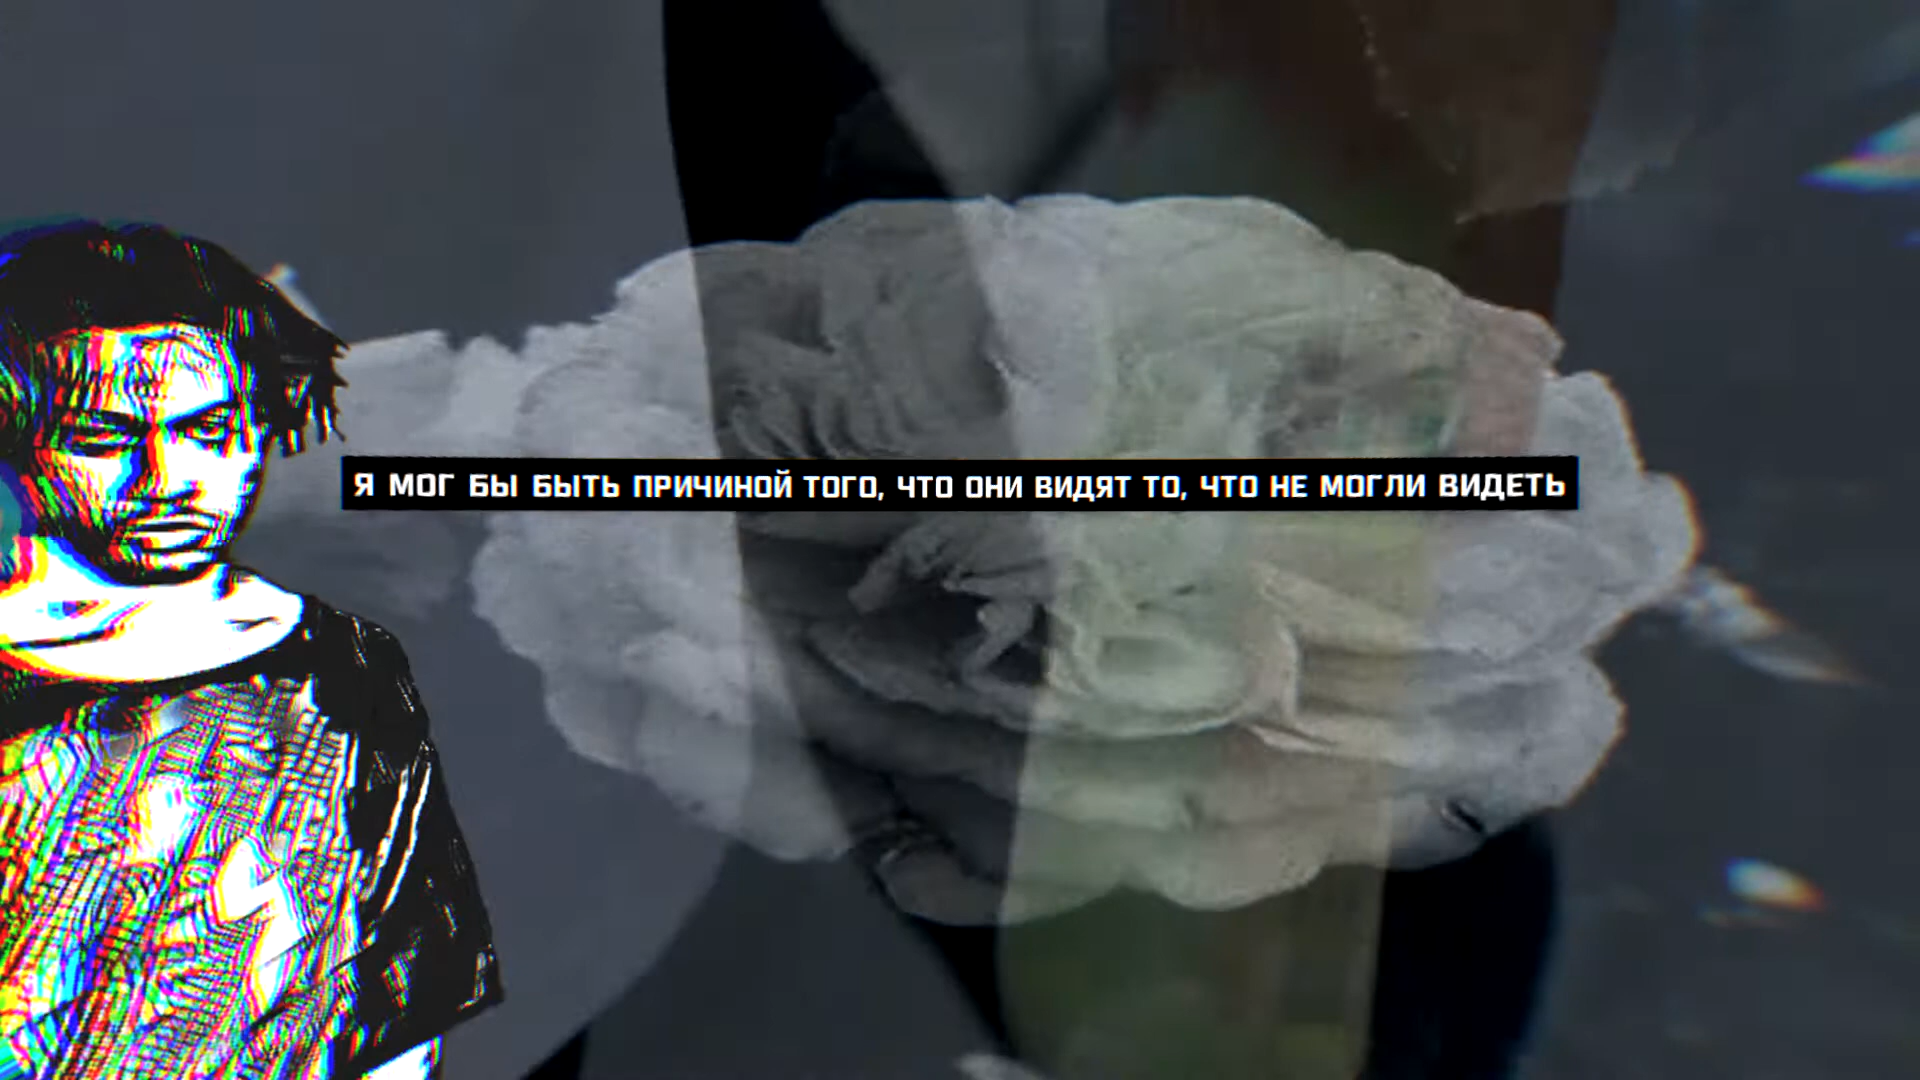 Я МОГ БЫ БЫТЬ ПРИЧИНОЙ ТОГО, ЧТО ОНИ ВИДЯТ ТО, ЧТО НЕ МОГЛИ ВИДЕТЬ